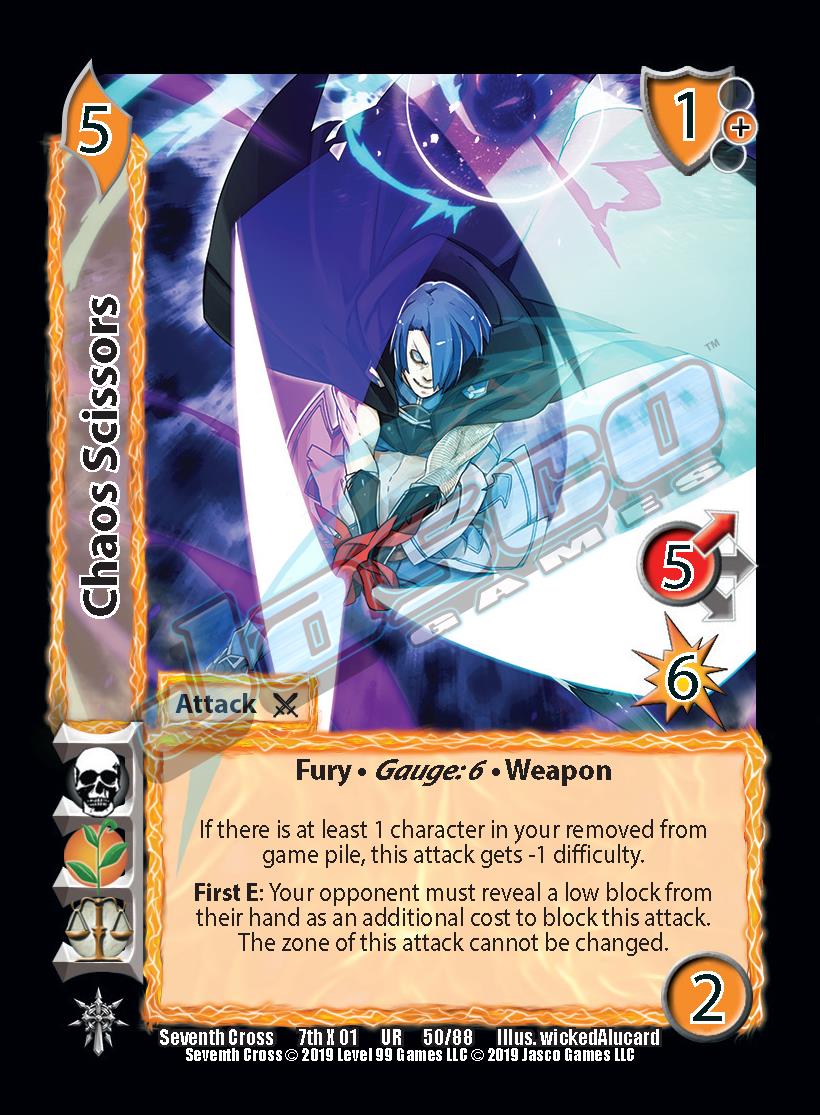 5
1
+
Chaos Scissors
JASCO
GAMES
™
5
6
Attack
Fury • Gauge: 6 • Weapon
If there is at least 1 character in your removed from
game pile, this attack gets -1 difficulty.
First E: Your opponent must reveal a low block from
their hand as an additional cost to block this attack.
The zone of this attack cannot be changed.
2
Seventh Cross 7th X 01 UR 50/88 Illus. wickedAlucard
Seventh Cross © 2019 Level 99 Games LLC © 2019 Jasco Games LLC